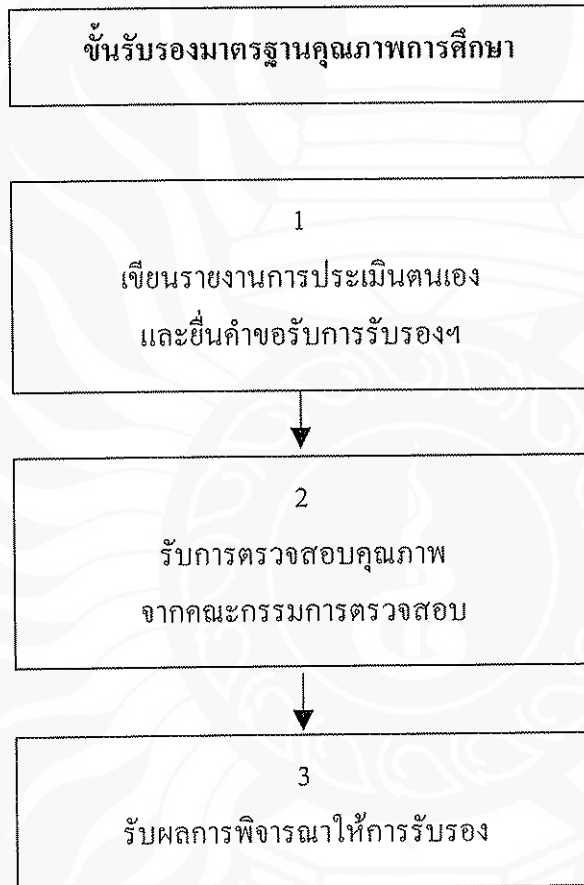 ขั้นรับรองมาตรฐานคุณภาพการศึกษา
1
เขียนรายงานการประเมินตนเอง
และยื่นคำขอรับการรับรองฯ
2
รับการตรวจสอบคุณภาพ
จากคณะกรรมการตรวจสอบ
3
รับผลการพิจารณาให้การรับรอง